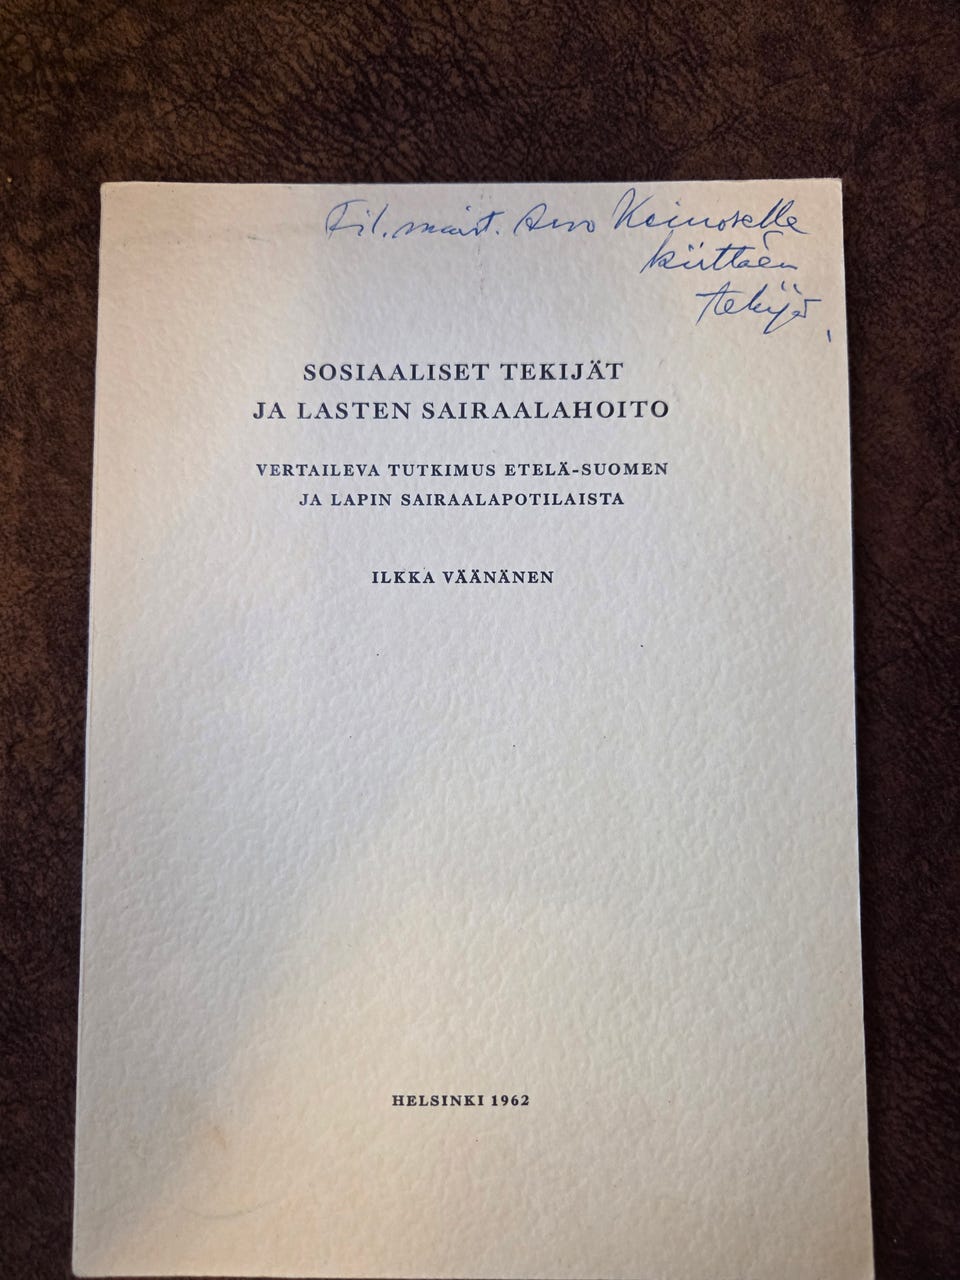 Fil. maist. Arvo Keinoselle
kiittäen
tekijä
SOSIAALISET TEKIJÄT
JA LASTEN SAIRAALAHOITO
VERTAILEVA TUTKIMUS ETELÄ-SUOMEN
JA LAPIN SAIRAALAPOTILAISTA
ILKKA VÄÄNÄNEN
HELSINKI 1962